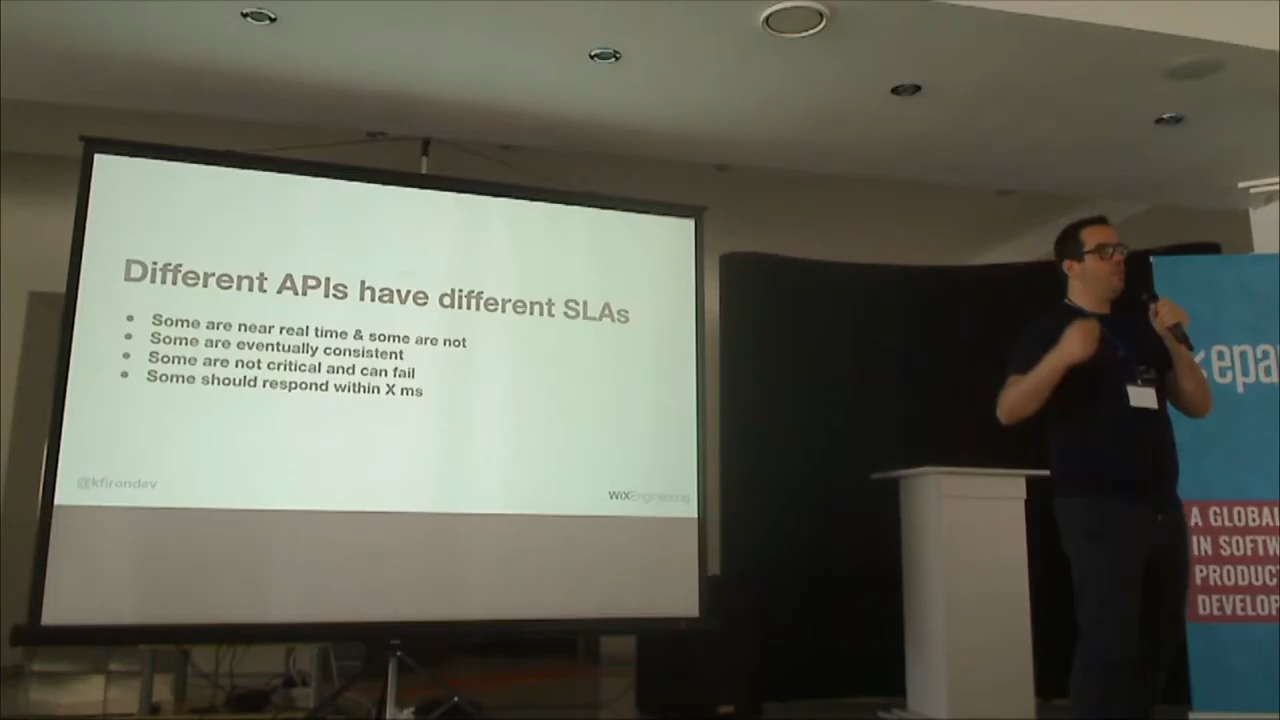 Different APIs have different SLAs
• Some are near real time & some are not
• Some are eventually consistent
• Some are not critical and can fail
• Some should respond within X ms
@kfirondev
WiXEngineering
<epa
A GLOBAL
IN SOFTW
PRODUC
DEVELOP